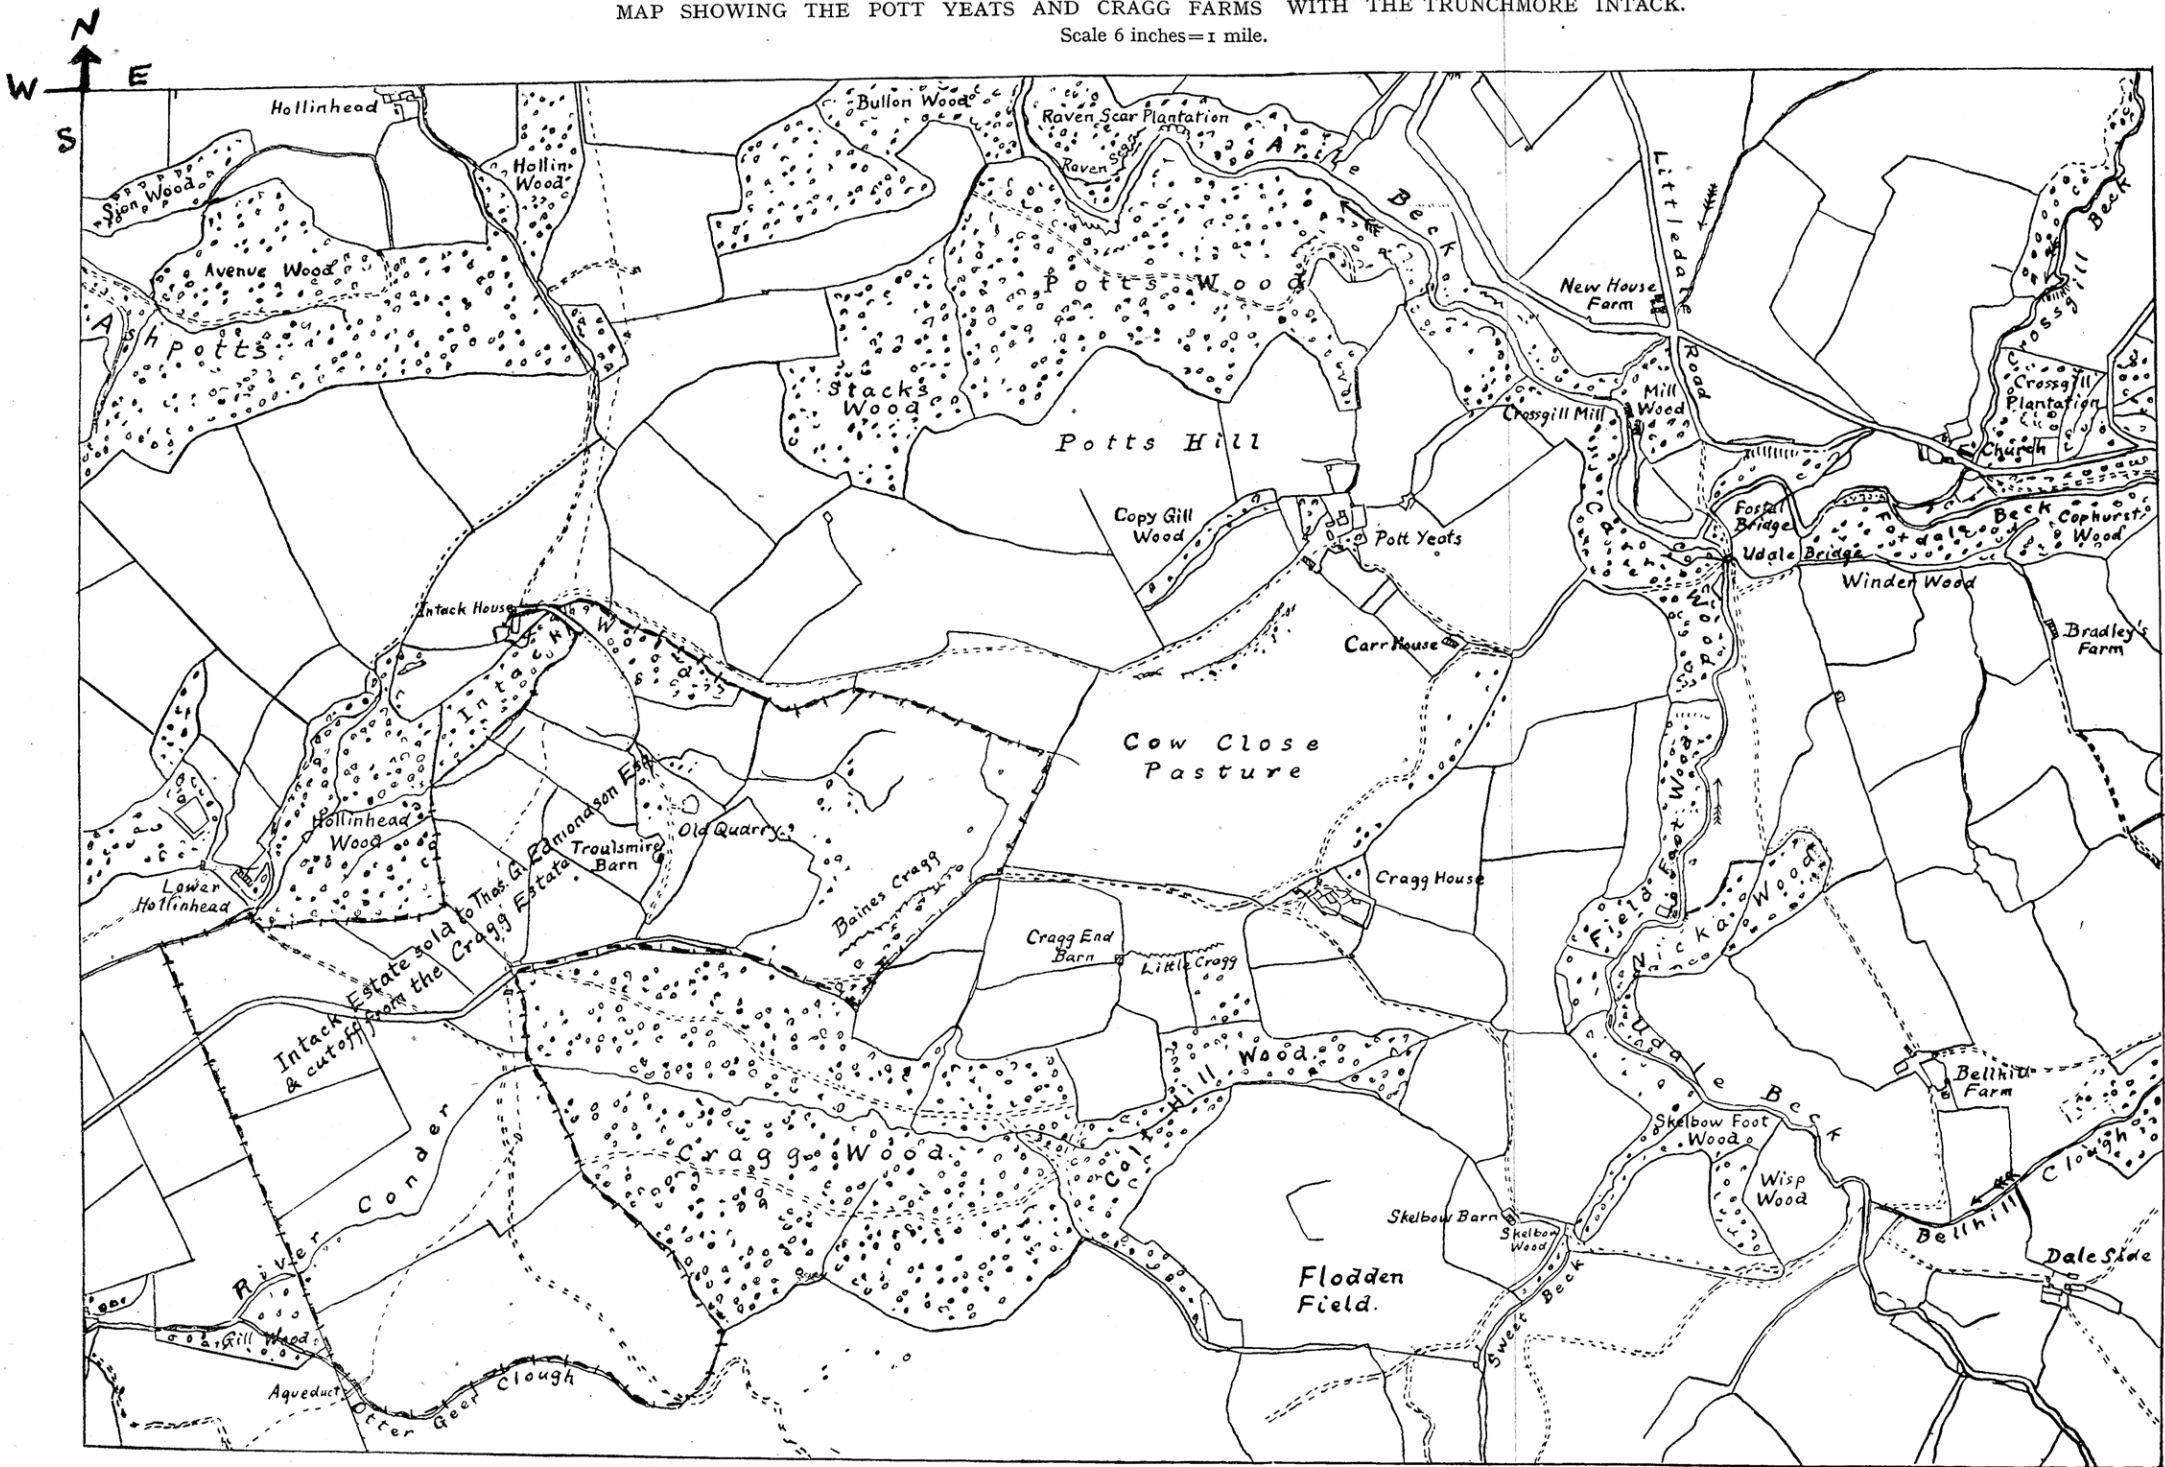 MAP SHOWING THE POTT YEATS AND CRAGG FARMS WITH THE TRUNCHMORE INTACK.
Scale 6 inches=1 mile.
N
W
E
S
Hollinhead
Bullon Wood
Raven Scar Plantation
Raven Scar
Artle Beck
Hollin
Wood
Sion Wood
Littledale
Road
Avenue Wood
Ash Potts
Potts Wood
New House
Farm
Crossgill Beck
Stacks
Wood
Mill
Wood
Crossgill Mill
Crossgill
Plantation
Potts Hill
Church
Copy Gill
Wood
Pott Yeats
Fostal
Bridge
Udale Bridge
Beck
Cophurst
Wood
Winder Wood
Intack House
Intack Wood
Carr House
Bradley's
Farm
Cow Close
Pasture
Hollinhead
Wood
Old Quarry
Troulsmire
Barn
Field Foot Wood
Lower
Hollinhead
Baines Cragg
Cragg House
Nicka Wood
Cragg End
Barn
Little Cragg
Intack Estate sold to Thos. G. Edmondson Esq
& cut off from the Cragg Estate
Udale Beck
Calf Hill Wood
Bellhill
Farm
Skelbow Foot
Wood
Cragg Wood
River Conder
Wisp
Wood
Bellhill Clough
Skelbow Barn
Skelbow
Wood
Dale Side
Flodden
Field.
Sweet Beck
Gill Wood
Aqueduct
Otter Geer Clough